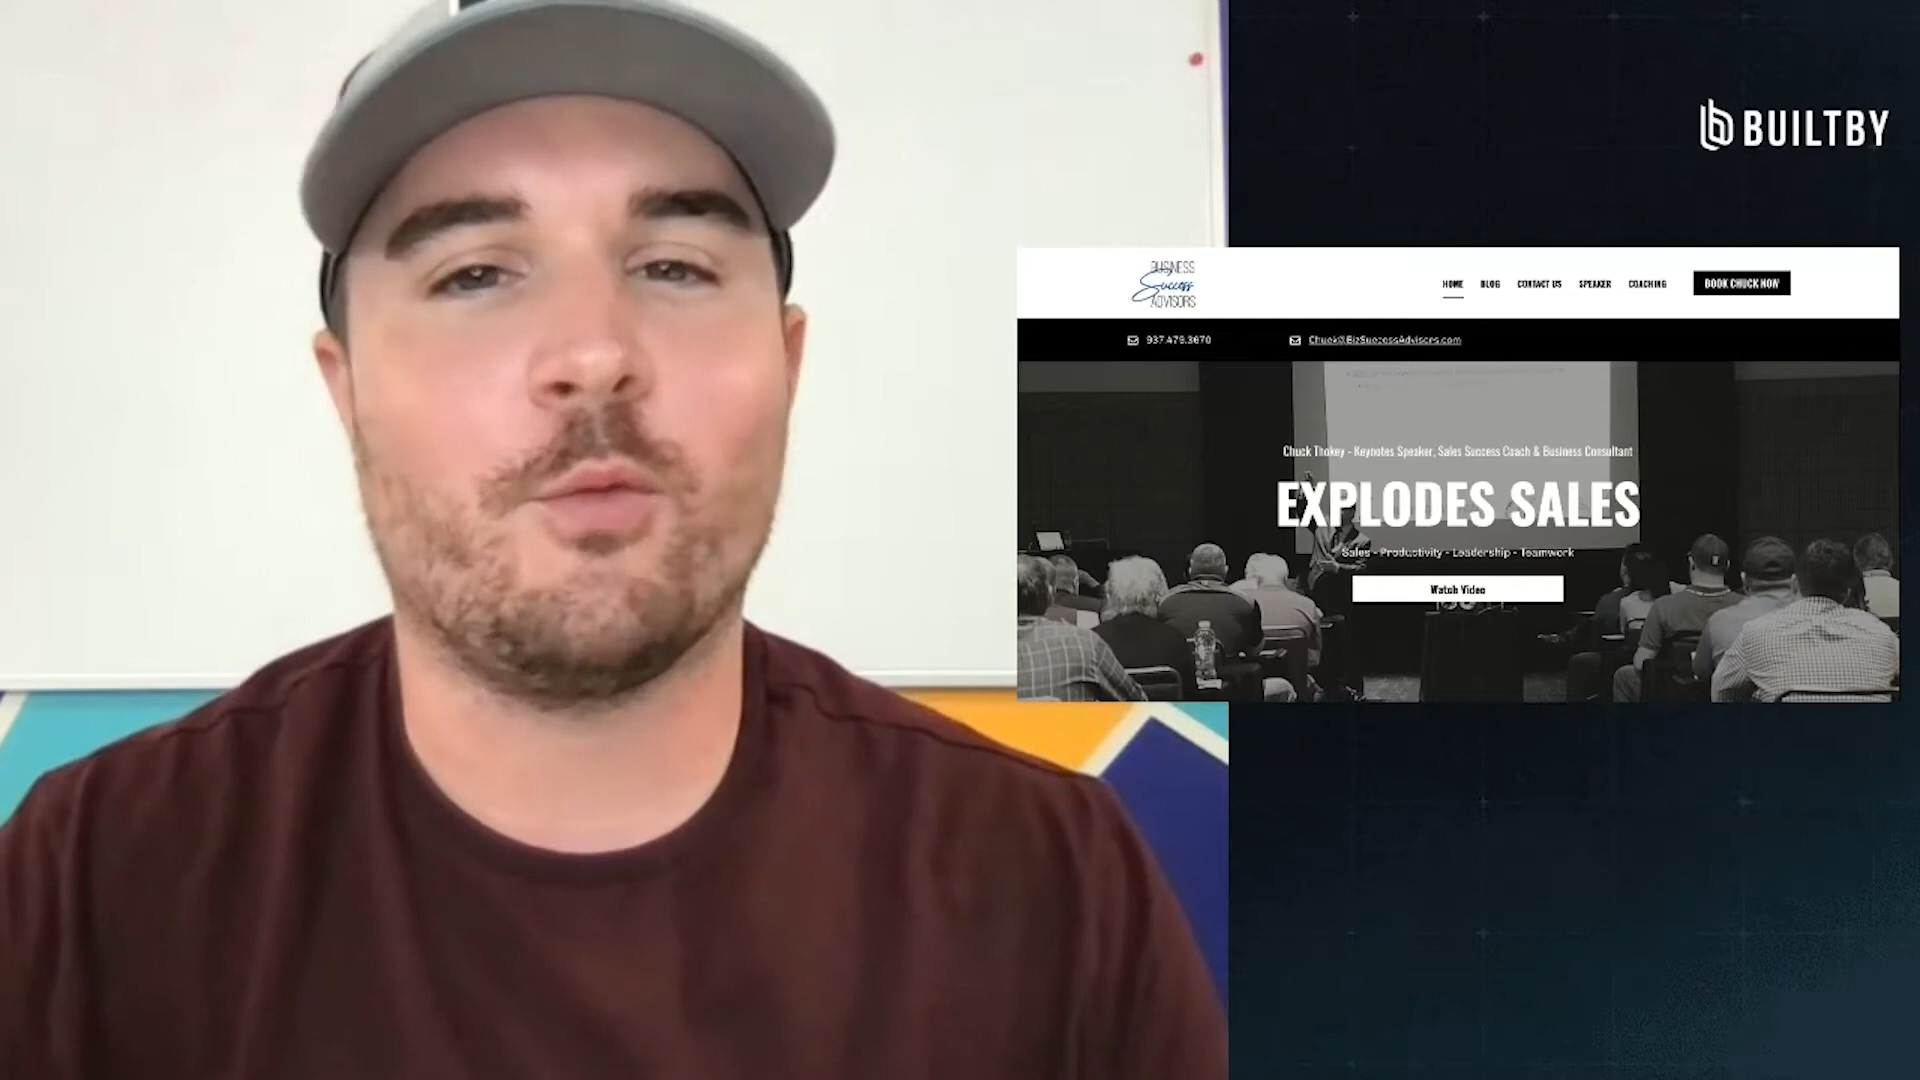 BUILTBY
BUSINESS
Success
ADVISORS
HOME BLOG CONTACT US SPEAKER COACHING BOOK CHUCK NOW
937.479.3670 Chuck@BizSuccessAdvisors.com
Chuck Thokey - Keynotes Speaker, Sales Success Coach & Business Consultant
EXPLODES SALES
Sales - Productivity - Leadership - Teamwork
Watch Video